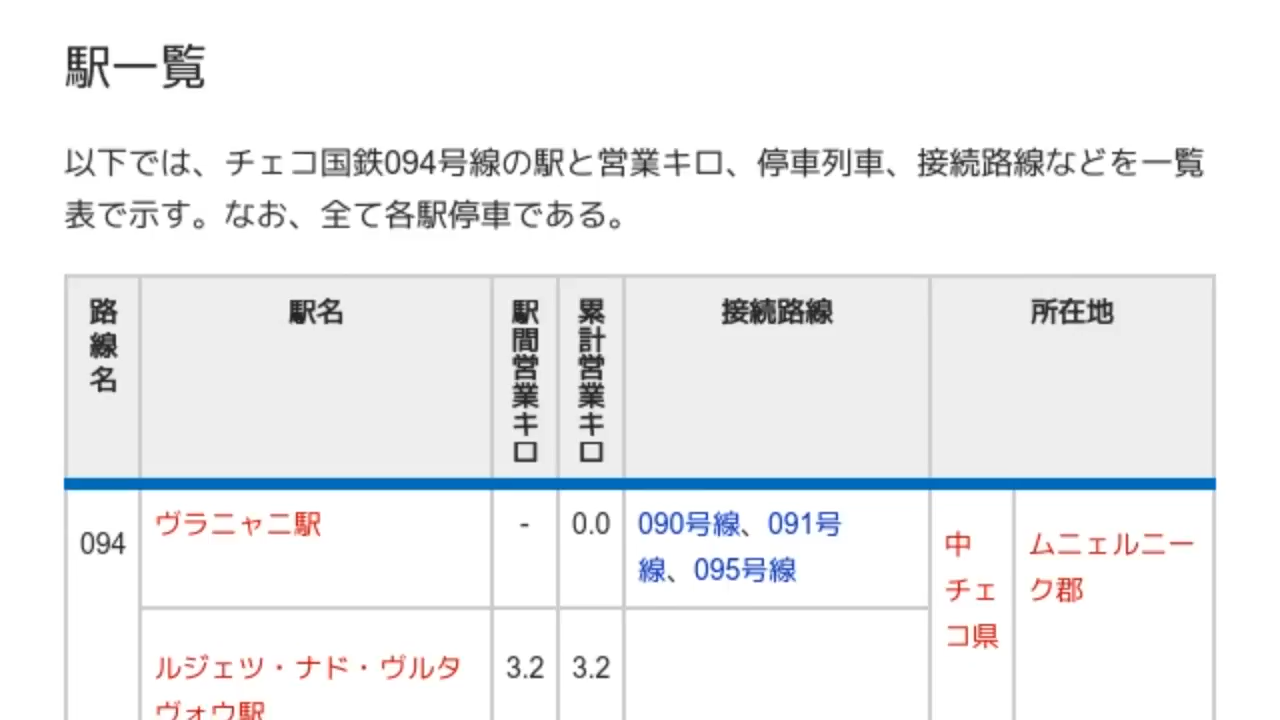 駅一覧
以下では、チェコ国鉄094号線の駅と営業キロ、停車列車、接続路線などを一覧
表で示す。なお、全て各駅停車である。
路線名
駅名
駅間営業キロ
累計営業キロ
接続路線
所在地
094
ヴラニャニ駅
-
0.0
090号線、091号
線、095号線
中
チェ
コ県
ムニェルニー
ク郡
ルジェツ・ナド・ヴルタ
ヴォウ駅
3.2
3.2